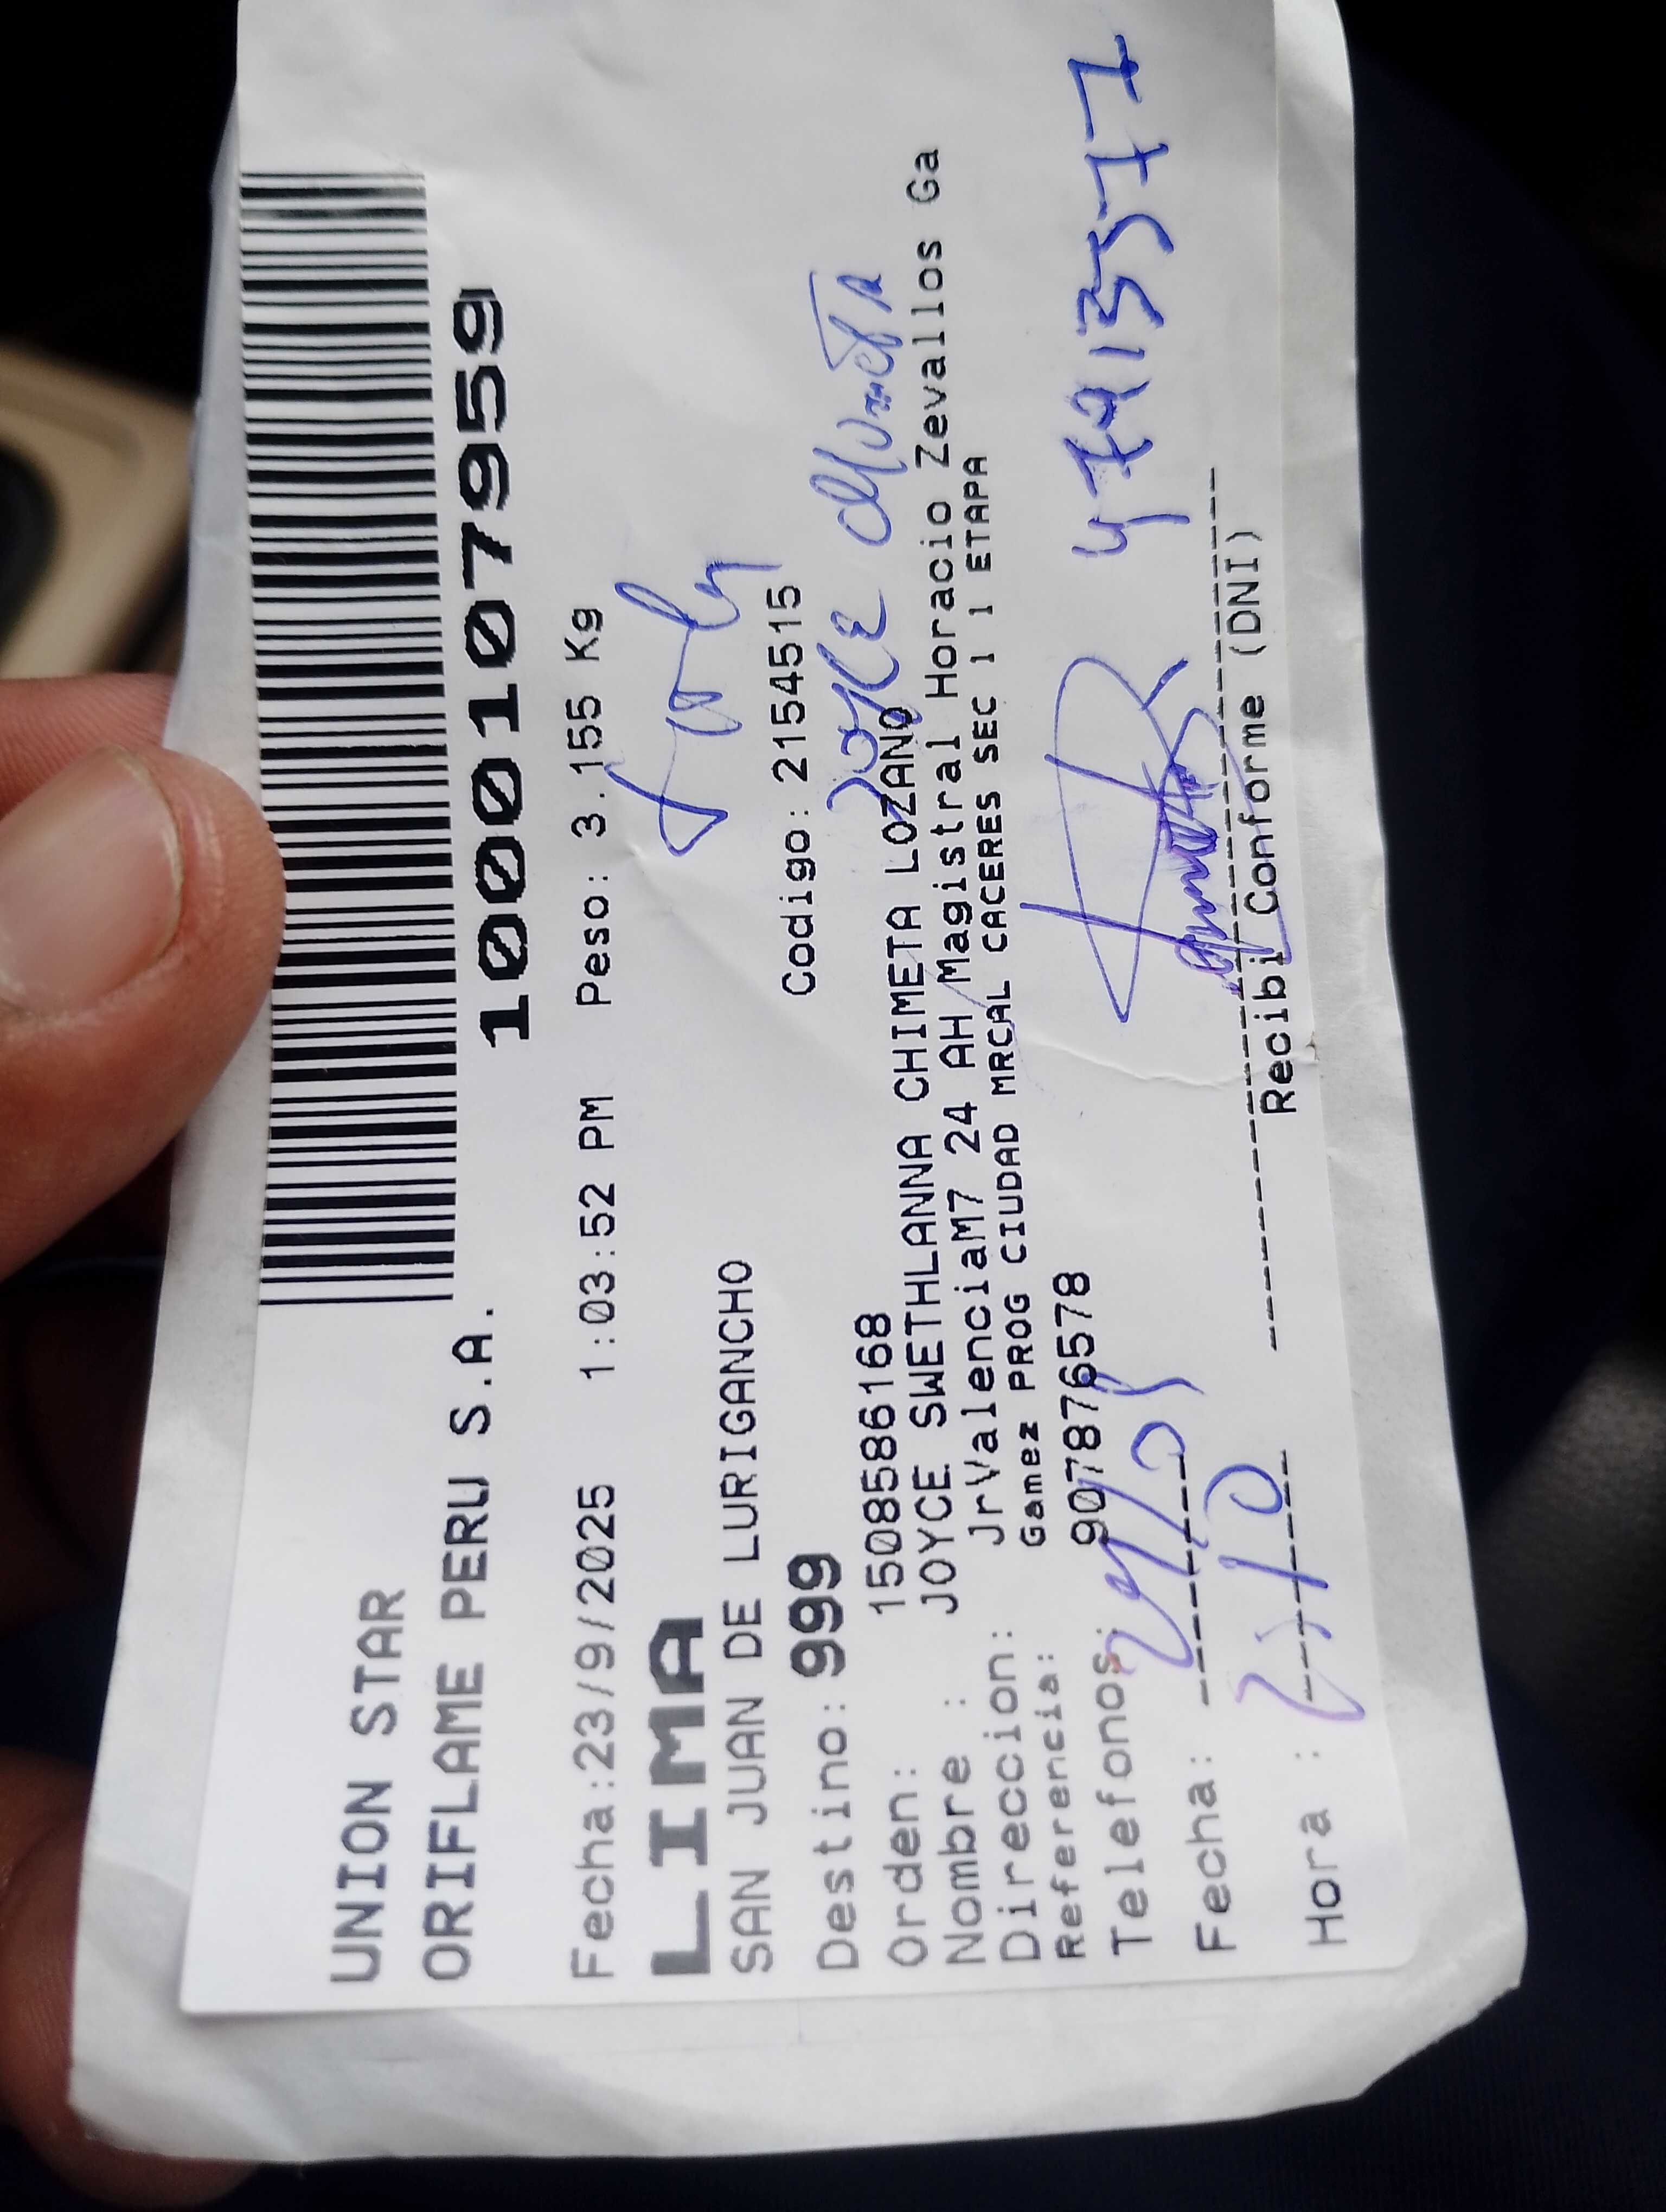 UNION STAR
ORIFLAME PERU S.A.
10001107959
Fecha:23/9/2025 1:03:52 PM Peso: 3.155 Kg
LIMA
SAN JUAN DE LURIGANCHO
Destino: 999 Codigo: 2154515
Orden: 1508586168
Joyce
Nombre : JOYCE SWETHLANNA CHIMETA LOZANO
Direccion: JrValenciaM7 24 AH Magistral Horacio Zevallos Ga
Referencia: Gamez PROG CIUDAD MRCAL CACERES SEC 1 1 ETAPA
Telefonos: 907876578
Fecha:
Hora :
Recibi Conforme (DNI)